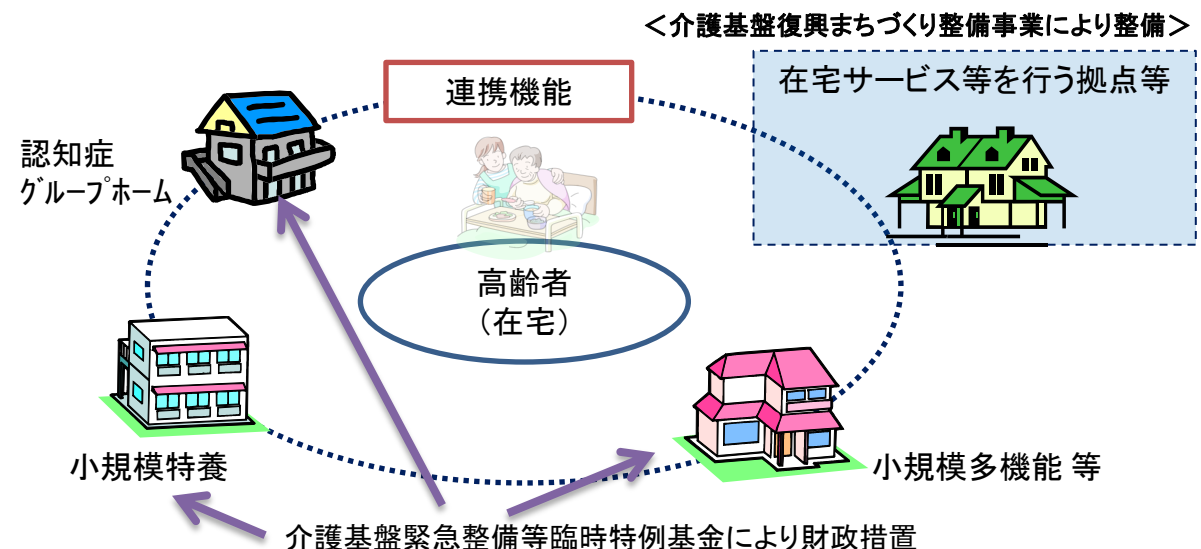 ＜介護基盤復興まちづくり整備事業により整備＞
在宅サービス等を行う拠点等
連携機能
認知症
グループホーム
高齢者
（在宅）
小規模特養
小規模多機能 等
介護基盤緊急整備等臨時特例基金により財政措置